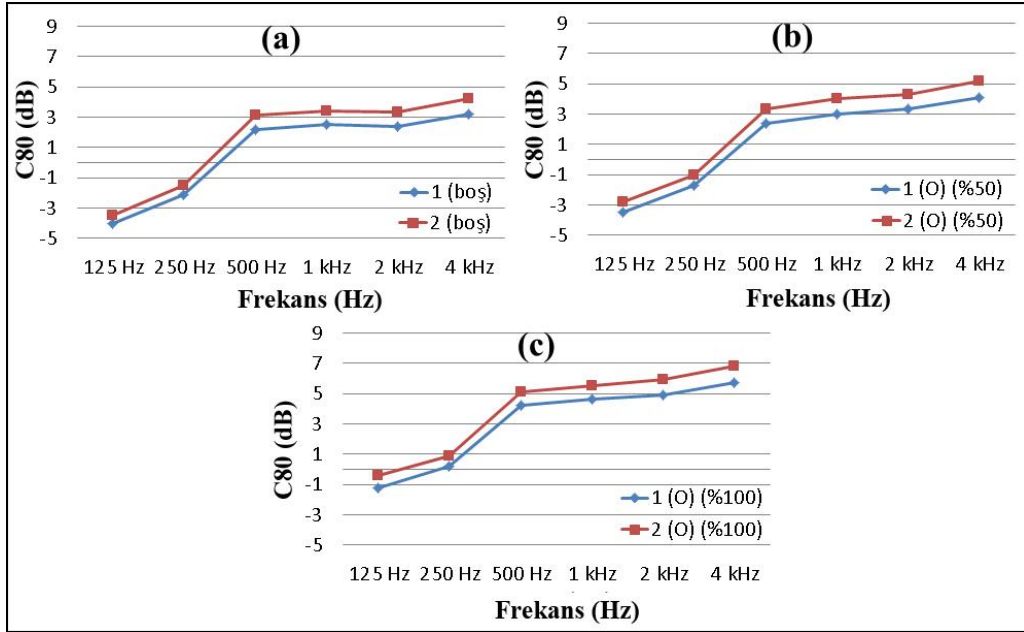 (a)
9
7
5
3
1
-1
-3
-5
C80 (dB)
1 (boş)
2 (boş)
125 Hz 250 Hz 500 Hz 1 kHz 2 kHz 4 kHz
Frekans (Hz)
(b)
9
7
5
3
1
-1
-3
-5
C80 (dB)
1 (O) (%50)
2 (O) (%50)
125 Hz 250 Hz 500 Hz 1 kHz 2 kHz 4 kHz
Frekans (Hz)
(c)
9
7
5
3
1
-1
-3
-5
C80 (dB)
1 (O) (%100)
2 (O) (%100)
125 Hz 250 Hz 500 Hz 1 kHz 2 kHz 4 kHz
Frekans (Hz)